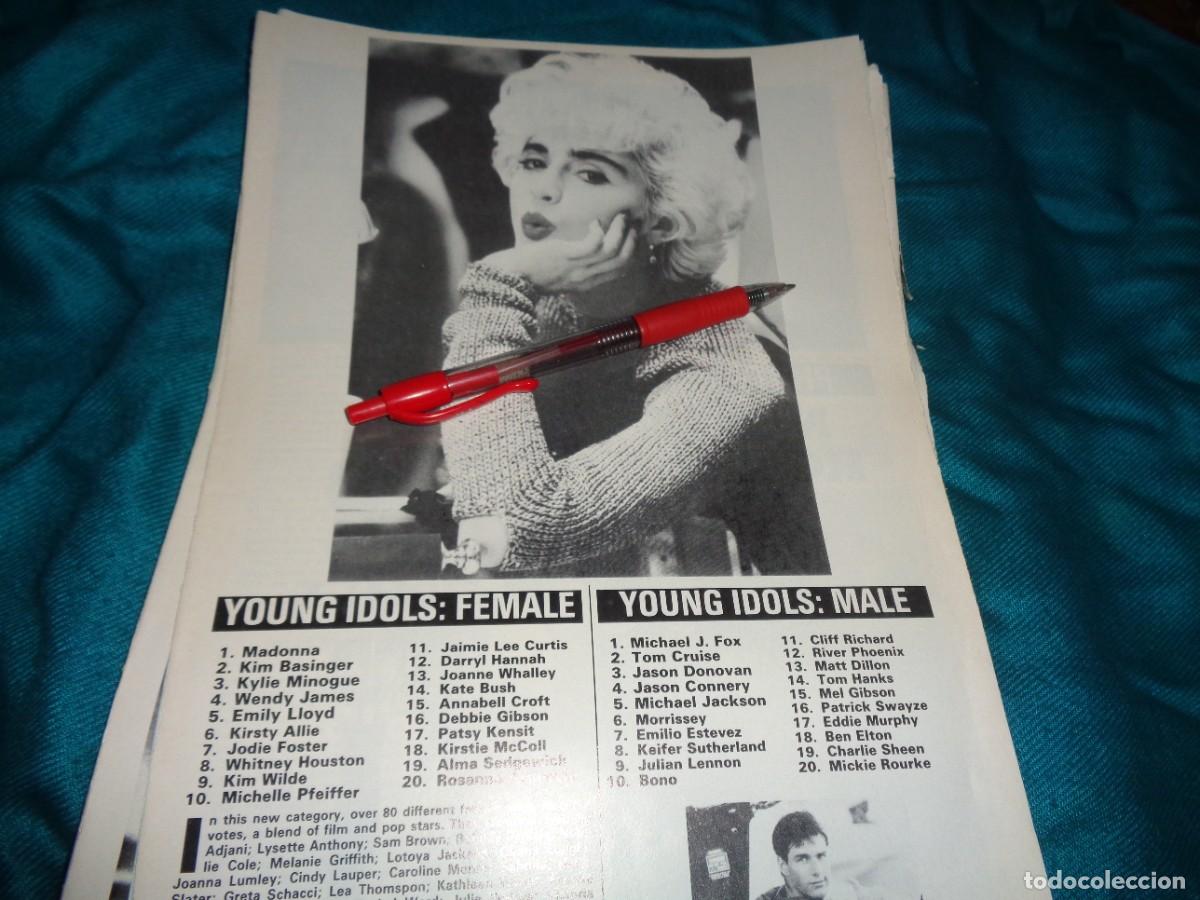 YOUNG IDOLS: FEMALE
1. Madonna
2. Kim Basinger
3. Kylie Minogue
4. Wendy James
5. Emily Lloyd
6. Kirsty Allie
7. Jodie Foster
8. Whitney Houston
9. Kim Wilde
10. Michelle Pfeiffer
11. Jaimie Lee Curtis
12. Darryl Hannah
13. Joanne Whalley
14. Kate Bush
15. Annabell Croft
16. Debbie Gibson
17. Patsy Kensit
18. Kirstie McColl
19. Alma Sedgewick
20. Rosanna
In this new category, over 80 different
votes, a blend of film and pop stars.
Adjani; Lysette Anthony; Sam Brown;
lie Cole; Melanie Griffith; Lotoya
Joanna Lumley; Cindy Lauper; Caroline
Slater; Greta Schacci; Lea Thomspon;
YOUNG IDOLS: MALE
1. Michael J. Fox
2. Tom Cruise
3. Jason Donovan
4. Jason Connery
5. Michael Jackson
6. Morrissey
7. Emilio Estevez
8. Keifer Sutherland
9. Julian Lennon
10. Bono
11. Cliff Richard
12. River Phoenix
13. Matt Dillon
14. Tom Hanks
15. Mel Gibson
16. Patrick Swayze
17. Eddie Murphy
18. Ben Elton
19. Charlie Sheen
20. Mickie Rourke
todocoleccion